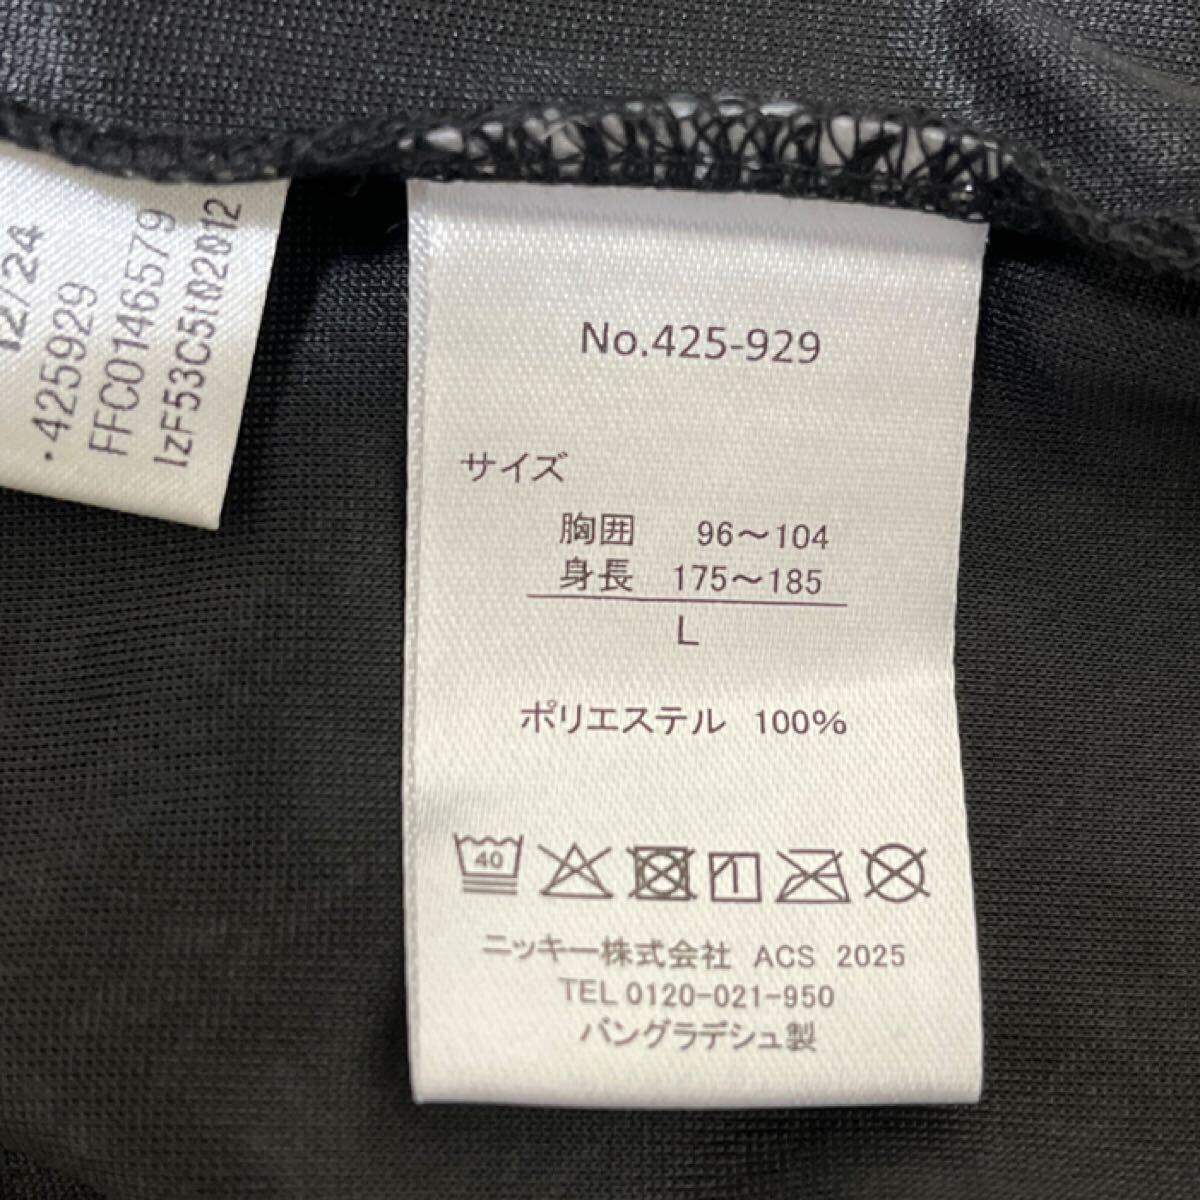 12/24
·425929
FFC0146579
No.425-929
サイズ
胸囲 96～104
身長 175～185
L
ポリエステル 100%
40
ニッキー株式会社 ACS 2025
TEL 0120-021-950
バングラデシュ製